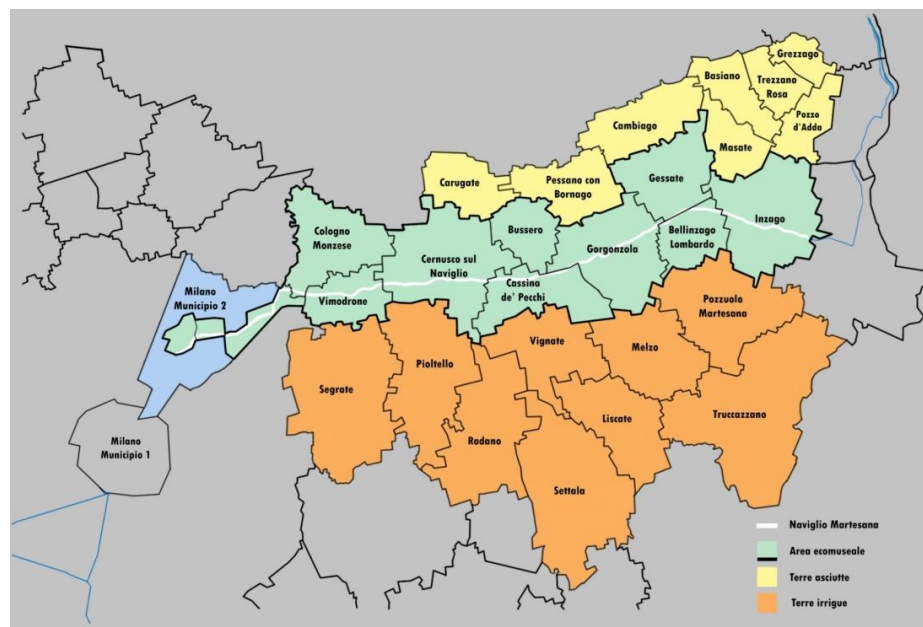 Grezzago
Basiano
Trezzano
Rosa
Pozzo
d'Adda
Cambiago
Masate
Carugate
Pessano con
Bornago
Gessate
Inzago
Cologno
Monzese
Bussero
Bellinzago
Lombardo
Cernusco sul
Naviglio
Gorgonzola
Cassina
de' Pecchi
Milano
Municipio 2
Vimodrone
Pozzuolo
Martesana
Vignate
Melzo
Segrate
Pioltello
Liscate
Truccazzano
Rodano
Milano
Municipio 1
Settala
Naviglio Martesana
Area ecomuseale
Terre asciutte
Terre irrigue